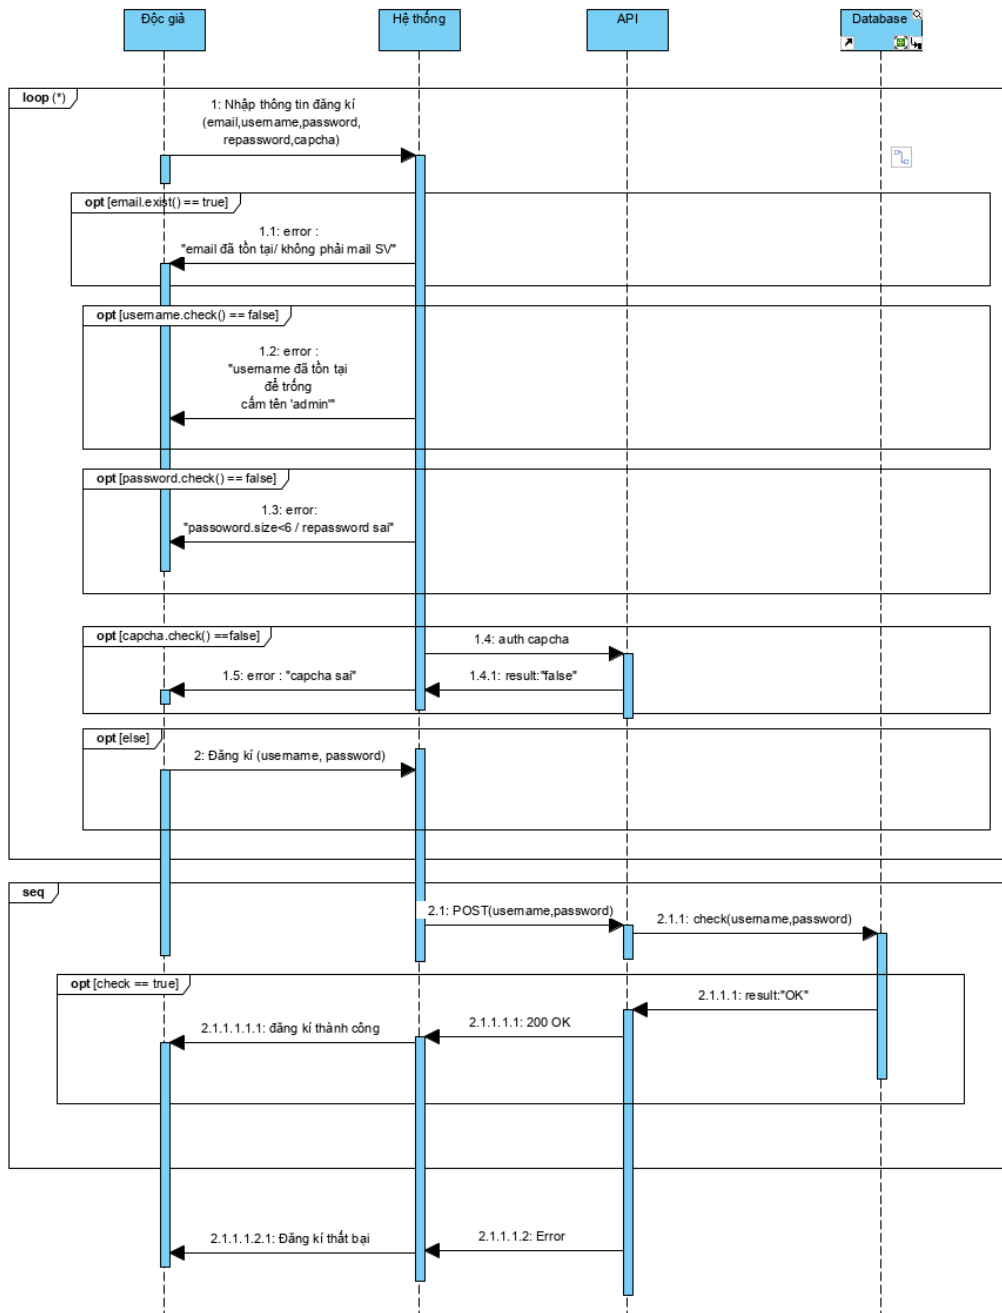 Độc giả
Hệ thống
API
Database
loop (*)
1: Nhập thông tin đăng kí
(email,username,password,
repassword,capcha)
opt [email.exist() == true]
1.1: error :
"email đã tồn tại/ không phải mail SV"
opt [username.check() == false]
1.2: error :
"username đã tồn tại
để trống
cấm tên 'admin'"
opt [password.check() == false]
1.3: error:
"passoword.size<6 / repassword sai"
opt [capcha.check() ==false]
1.4: auth capcha
1.5: error : "capcha sai"
1.4.1: result:"false"
opt [else]
2: Đăng kí (username, password)
seq
2.1: POST(username,password)
2.1.1: check(username,password)
opt [check == true]
2.1.1.1: result:"OK"
2.1.1.1.1.1: đăng kí thành công
2.1.1.1.1: 200 OK
2.1.1.1.2.1: Đăng kí thất bại
2.1.1.1.2: Error